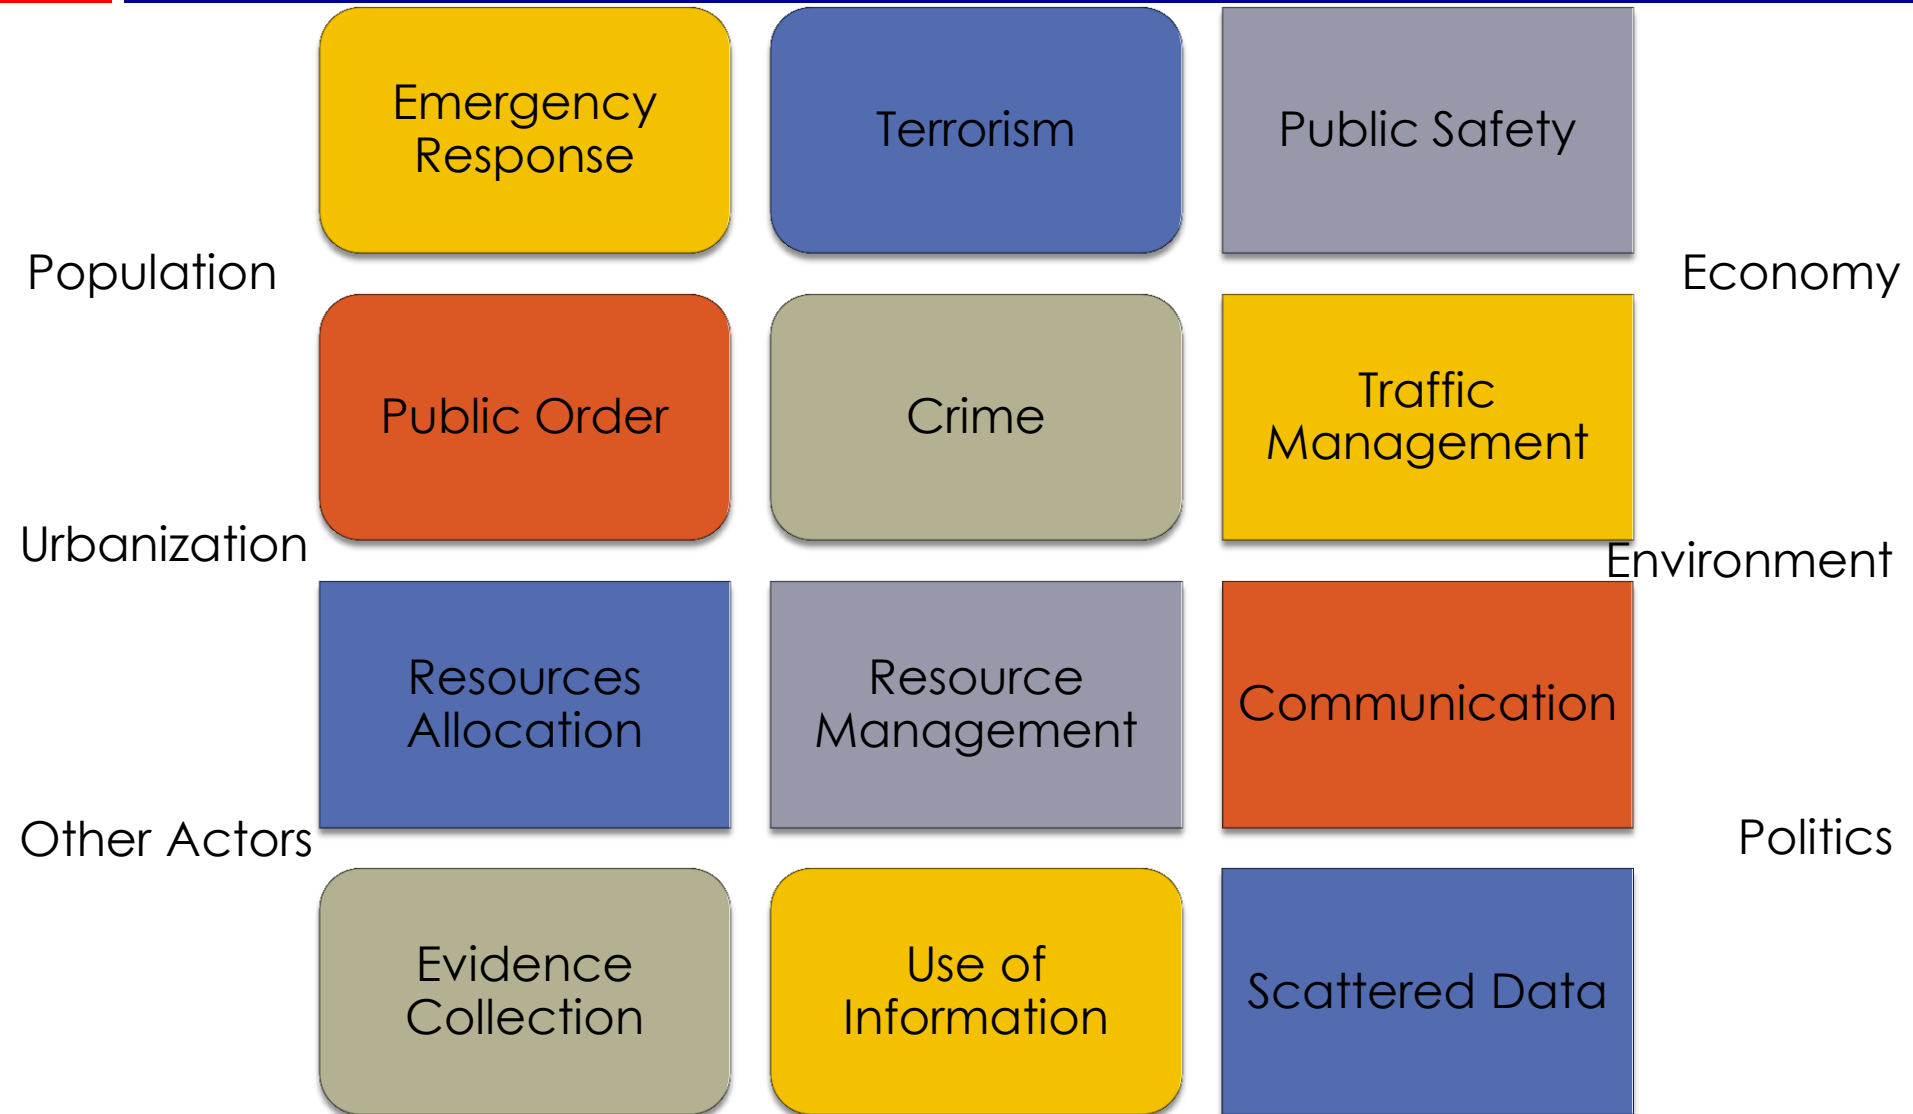 Emergency
Response
Terrorism
Public Safety
Population
Economy
Public Order
Crime
Traffic
Management
Urbanization
Environment
Resources
Allocation
Resource
Management
Communication
Other Actors
Politics
Evidence
Collection
Use of
Information
Scattered Data